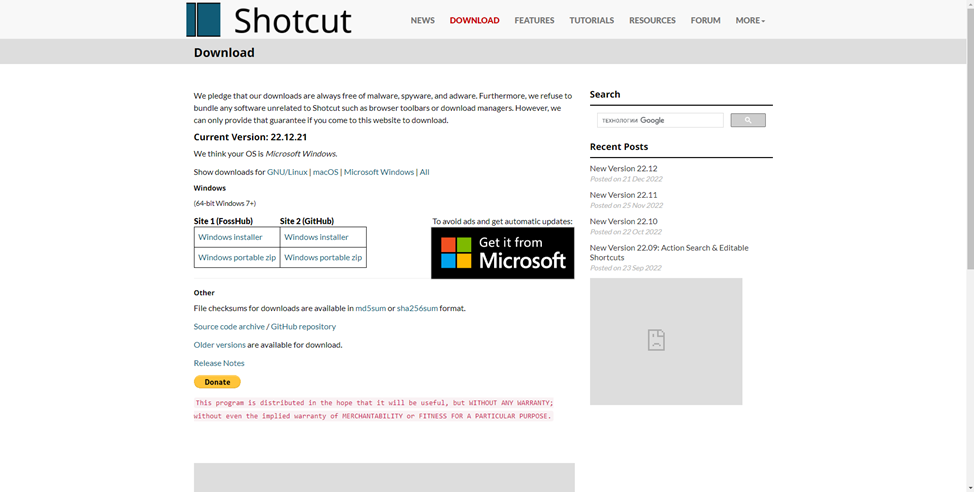 Shotcut
NEWS DOWNLOAD FEATURES TUTORIALS RESOURCES FORUM MORE
Download
We pledge that our downloads are always free of malware, spyware, and adware. Furthermore, we refuse to
bundle any software unrelated to Shotcut such as browser toolbars or download managers. However, we
can only provide that guarantee if you come to this website to download.
Current Version: 22.12.21
We think your OS is Microsoft Windows.
Show downloads for GNU/Linux | macOS | Microsoft Windows | All
Windows
(64-bit Windows 7+)
Site 1 (FossHub) Site 2 (GitHub)
Windows installer Windows installer
Windows portable zip Windows portable zip
To avoid ads and get automatic updates:
Get it from
Microsoft
Other
File checksums for downloads are available in md5sum or sha256sum format.
Source code archive / GitHub repository
Older versions are available for download.
Release Notes
Donate
This program is distributed in the hope that it will be useful, but WITHOUT ANY WARRANTY;
without even the implied warranty of MERCHANTABILITY or FITNESS FOR A PARTICULAR PURPOSE.
Search
ТЕХНОЛОГИИ Google
Recent Posts
New Version 22.12
Posted on 21 Dec 2022
New Version 22.11
Posted on 25 Nov 2022
New Version 22.10
Posted on 22 Oct 2022
New Version 22.09: Action Search & Editable
Shortcuts
Posted on 23 Sep 2022